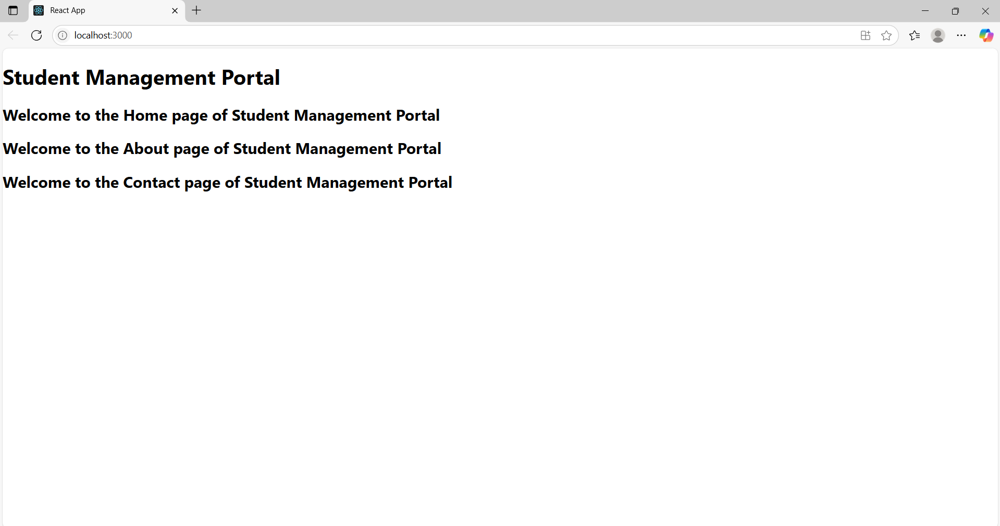 React App
localhost:3000
Student Management Portal
Welcome to the Home page of Student Management Portal
Welcome to the About page of Student Management Portal
Welcome to the Contact page of Student Management Portal